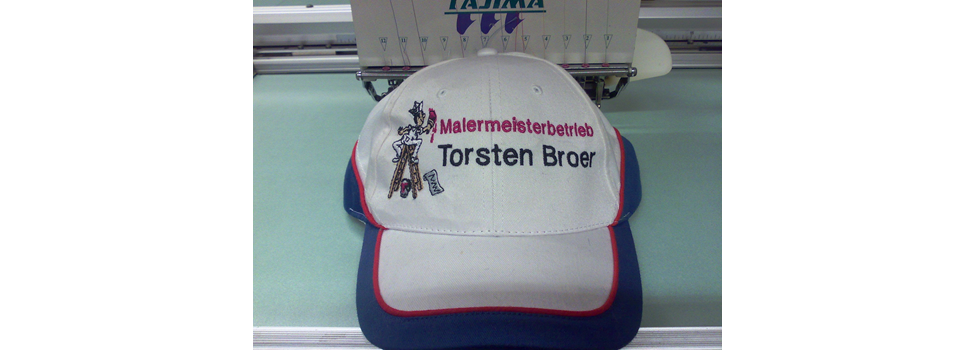 TAJIMA
Malermeisterbetrieb
Torsten Broer